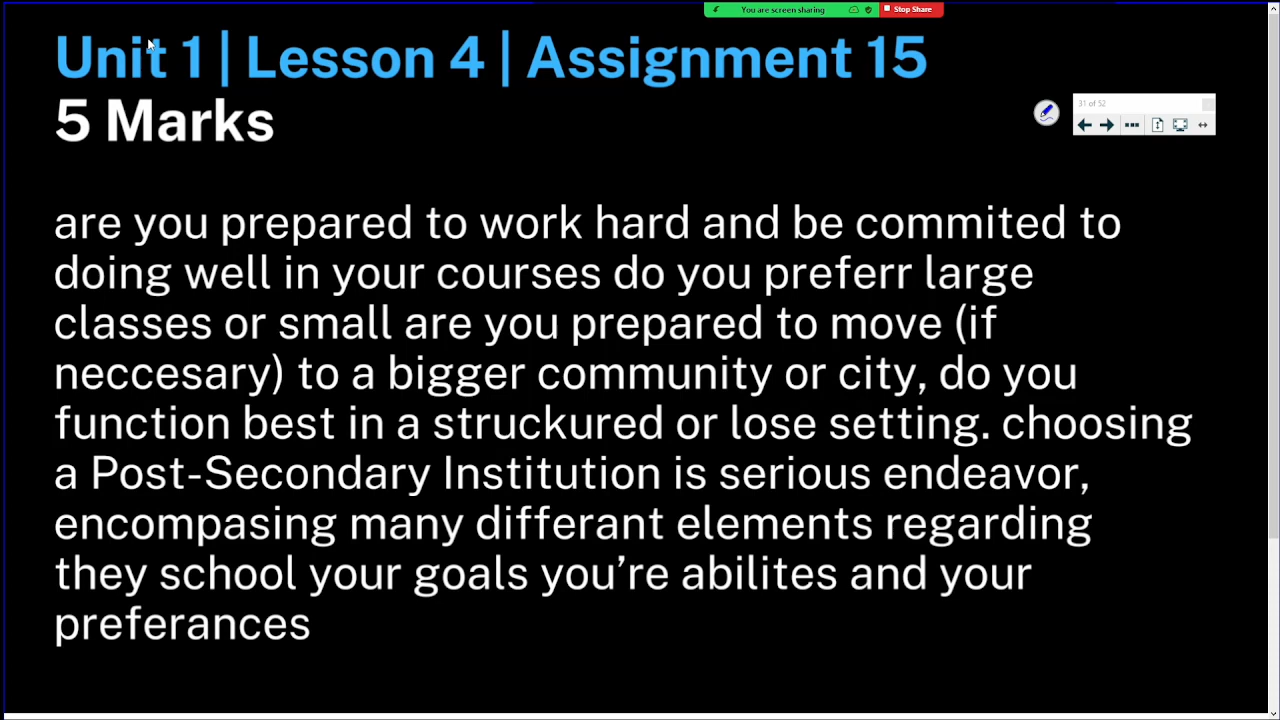 You are screen sharing Stop Share
Unit 1 | Lesson 4 | Assignment 15
5 Marks
31 of 52
are you prepared to work hard and be commited to
doing well in your courses do you preferr large
classes or small are you prepared to move (if
neccesary) to a bigger community or city, do you
function best in a struckured or lose setting. choosing
a Post-Secondary Institution is serious endeavor,
encompasing many differant elements regarding
they school your goals you’re abilites and your
preferances